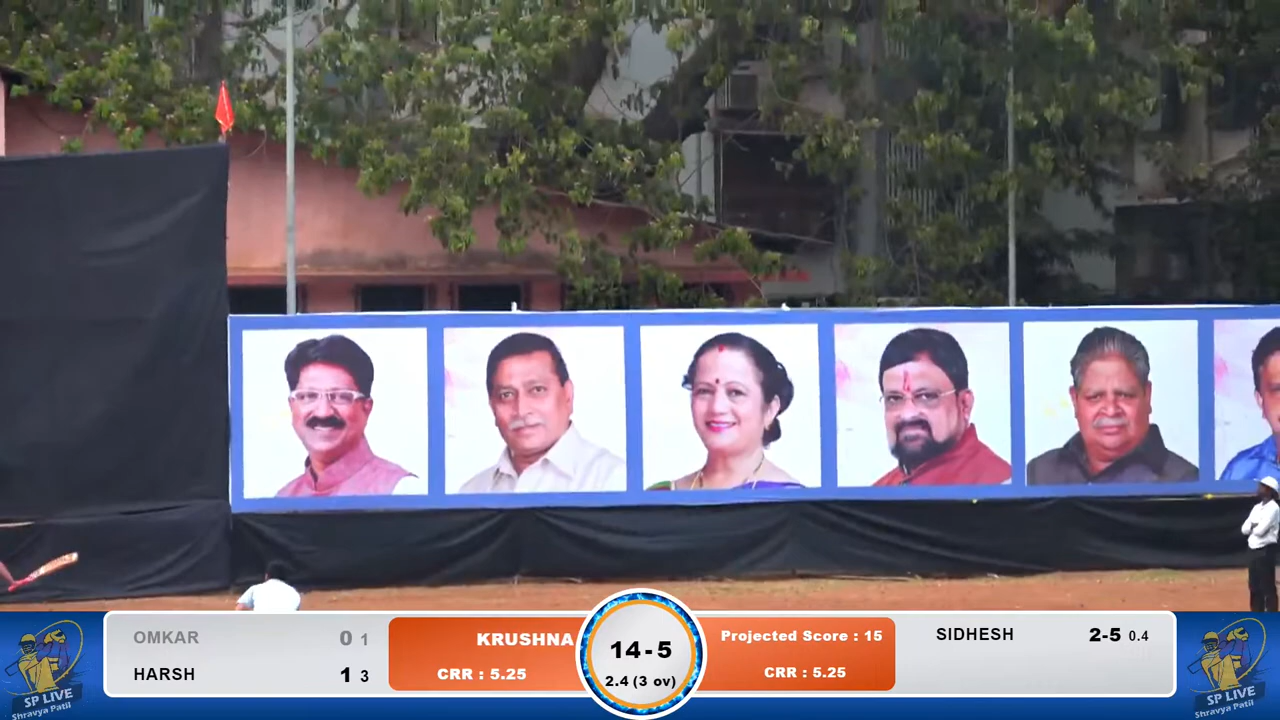 OMKAR 0 1
HARSH 1 3
KRUSHNA
CRR : 5.25
14-5
2.4 (3 ov)
Projected Score : 15
CRR : 5.25
SIDHESH 2-5 0.4
SP LIVE
Shravya Patil
SP LIVE
Shravya Patil